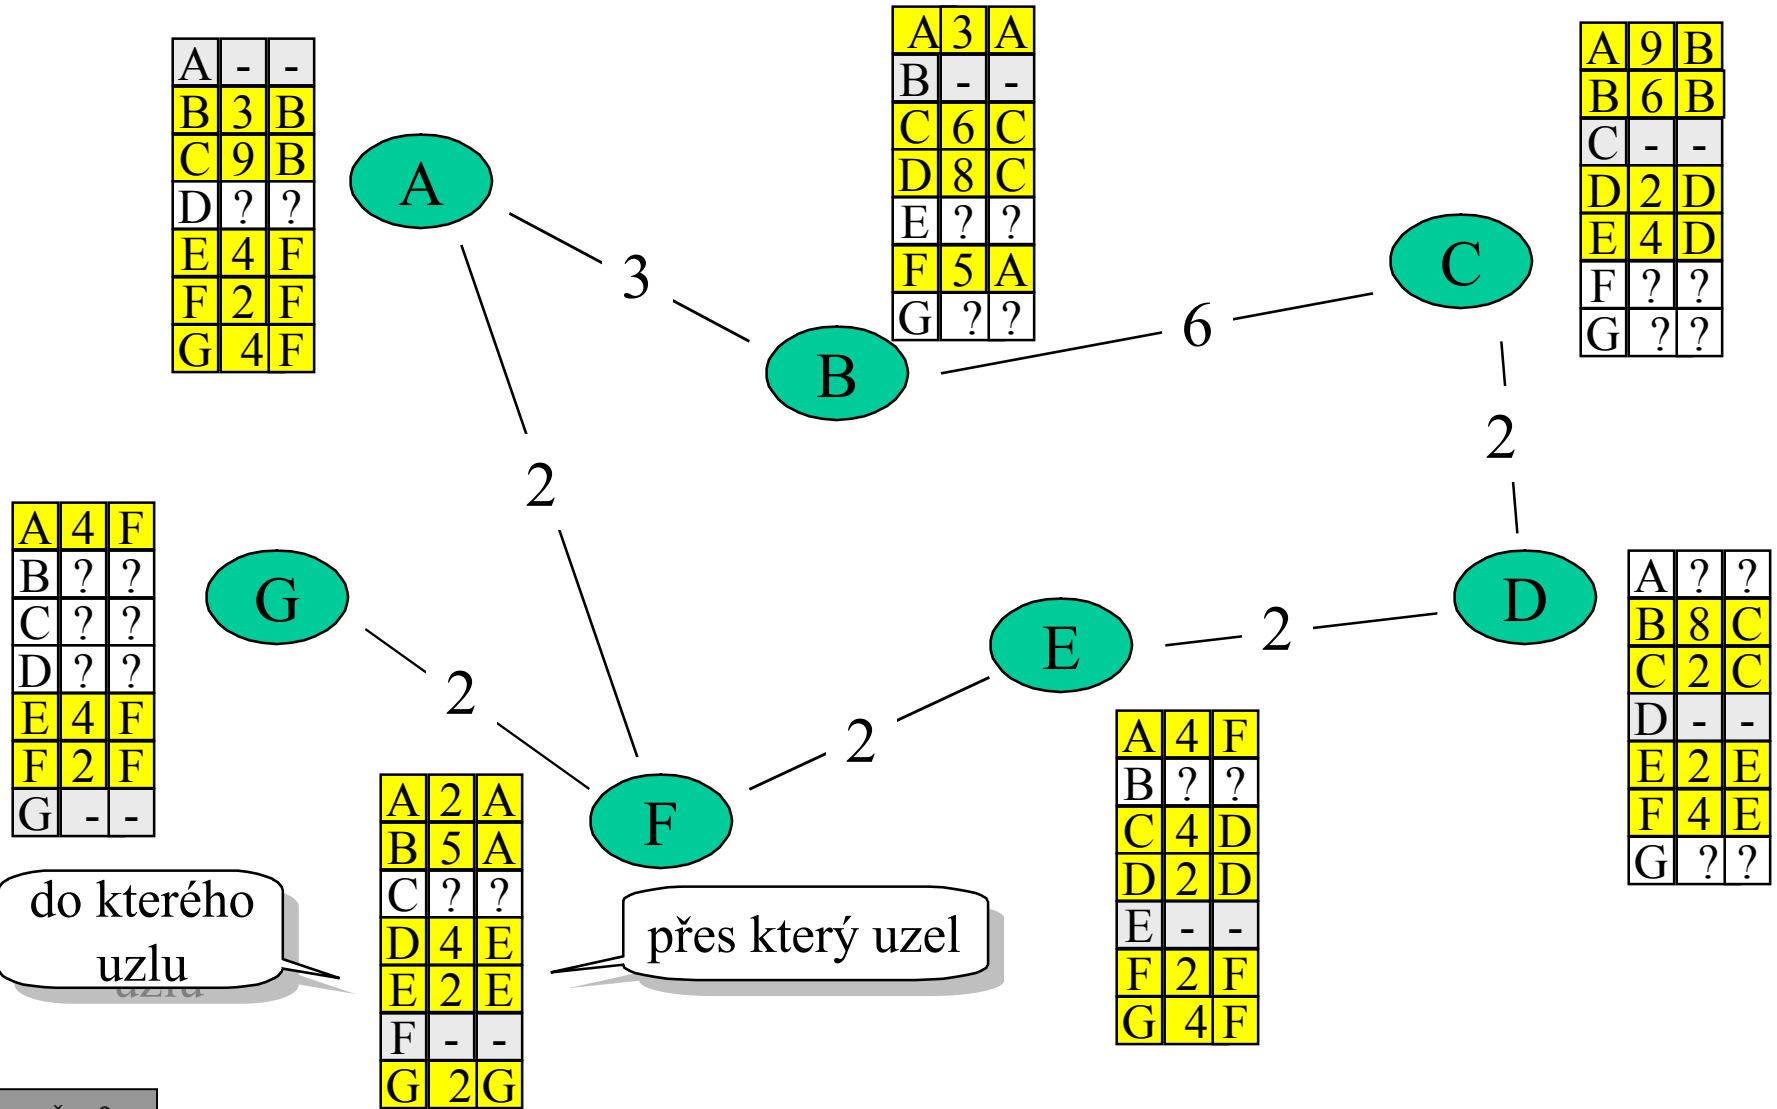 A - -
B 3 B
C 9 B
D ? ?
E 4 F
F 2 F
G 4 F
A
A 3 A
B - -
C 6 C
D 8 C
E ? ?
F 5 A
G ? ?
B
A 9 B
B 6 B
C - -
D 2 D
E 4 D
F ? ?
G ? ?
C
3
6
2
2
A 4 F
B ? ?
C ? ?
D ? ?
E 4 F
F 2 F
G - -
G
2
F
2
E
2
D
A ? ?
B 8 C
C 2 C
D - -
E 2 E
F 4 E
G ? ?
A 2 A
B 5 A
C ? ?
D 4 E
E 2 E
F - -
G 2 G
A 4 F
B ? ?
C 4 D
D 2 D
E - -
F 2 F
G 4 F
do kterého
uzlu
přes který uzel